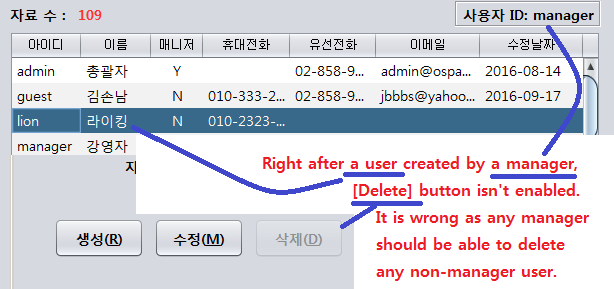 자료 수 : 109 사용자 ID: manager
아이디 이름 매니저 휴대전화 유선전화 이메일 수정날짜
admin 총괄자 Y 02-858-9... admin@ospa... 2016-08-14
guest 김손남 N 010-333-2... 02-858-9... jbbbs@yahoo... 2016-09-17
lion 라이킹 N 010-2323-...
manager 강영자
Right after a user created by a manager,
[Delete] button isn't enabled.
It is wrong as any manager
should be able to delete
any non-manager user.
생성(R) 수정(M) 삭제(D)